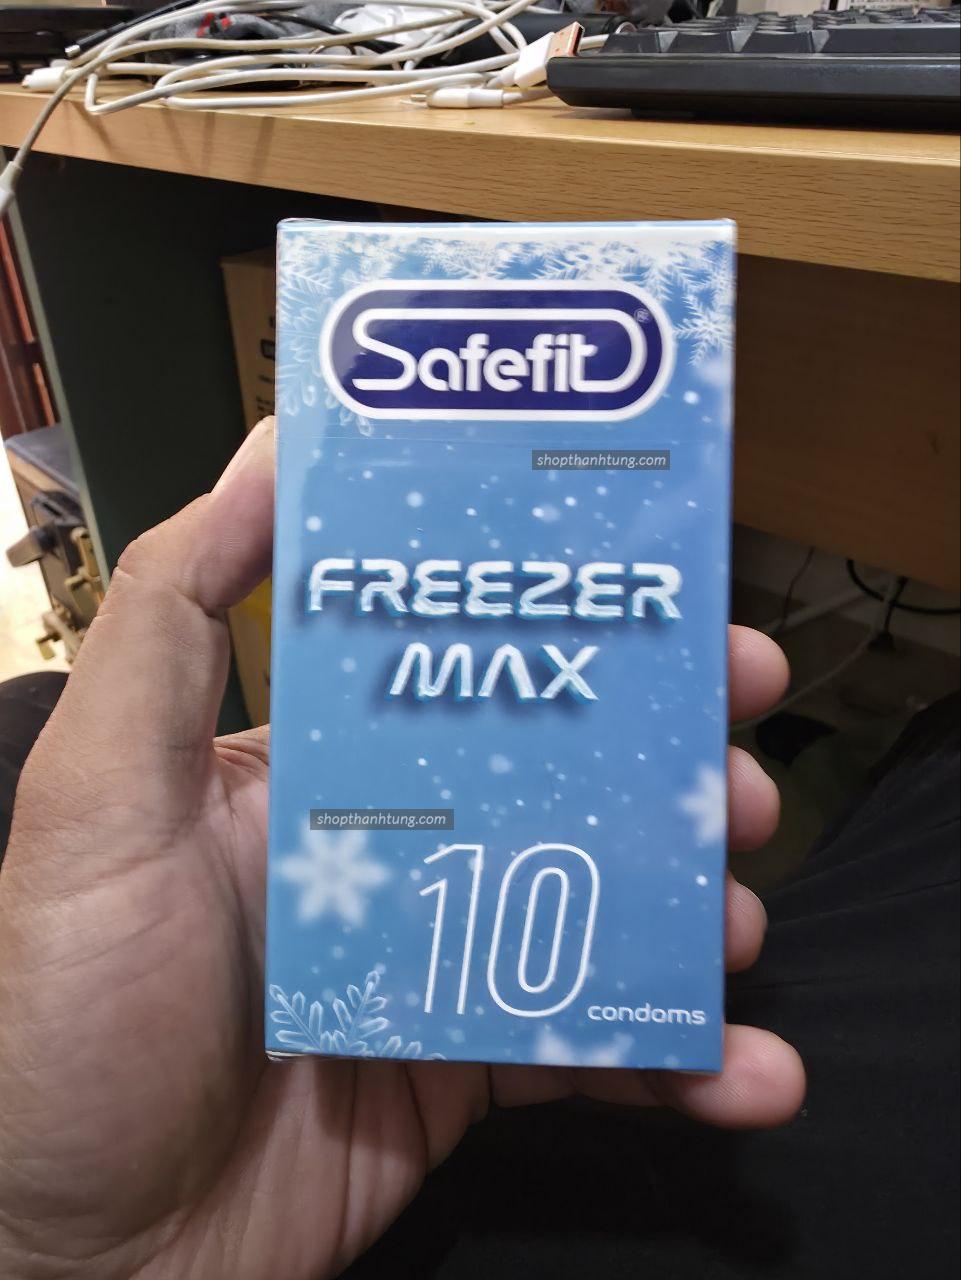 Safefit®
shopthanhtung.com
FREEZER
MAX
shopthanhtung.com
10
condoms